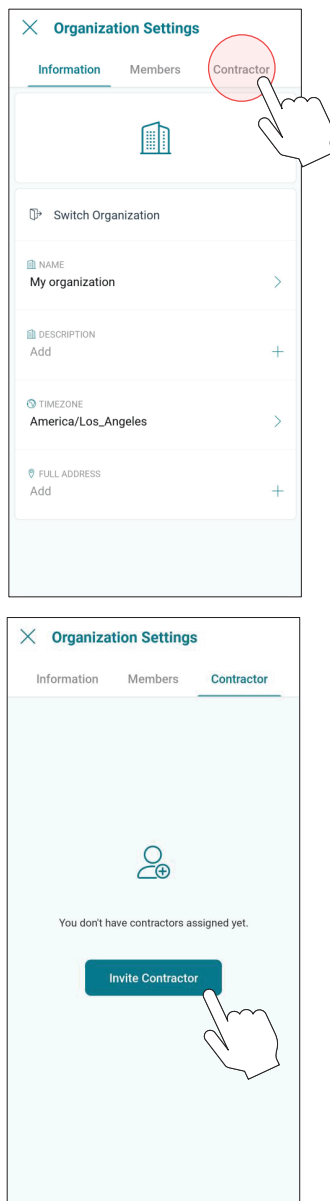 Organization Settings
Information Members Contractor
Switch Organization
NAME
My organization
DESCRIPTION
Add
TIMEZONE
America/Los_Angeles
FULL ADDRESS
Add
Organization Settings
Information Members Contractor
You don't have contractors assigned yet.
Invite Contractor